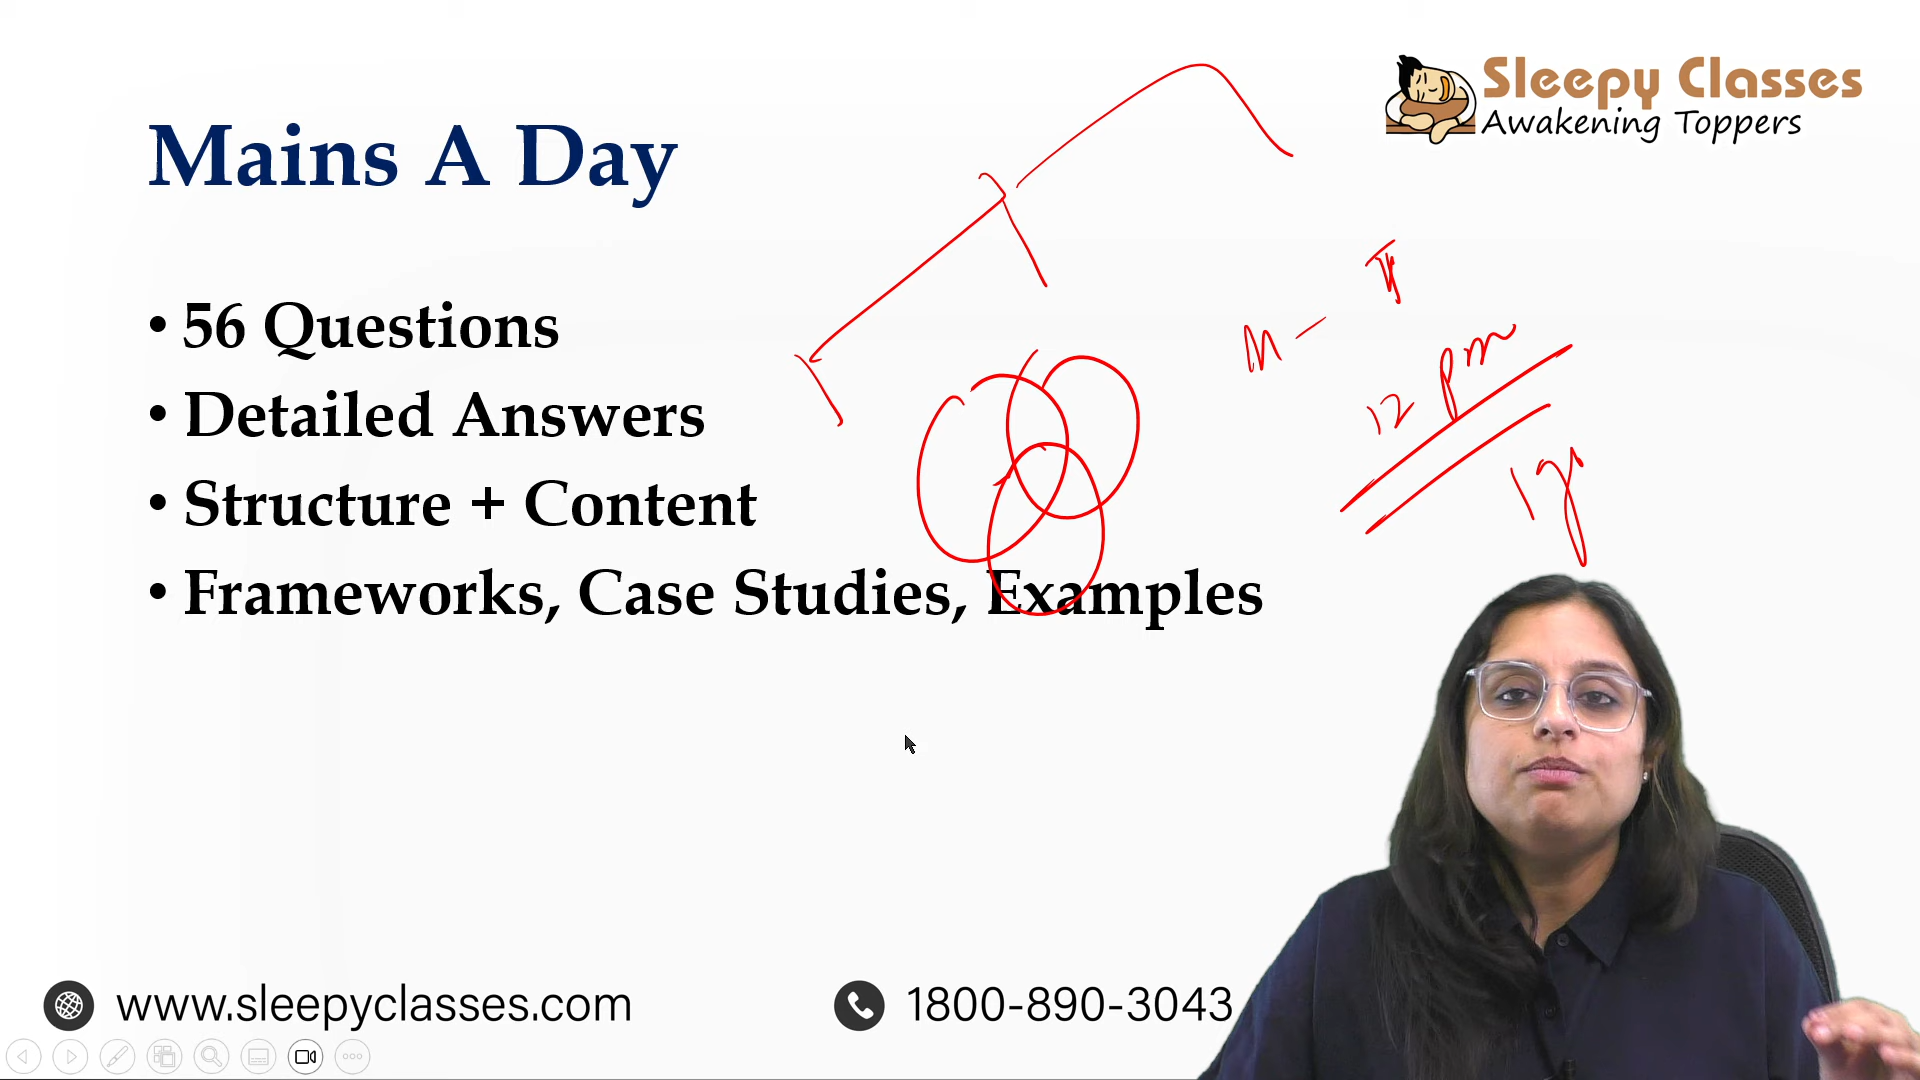 Sleepy Classes
Awakening Toppers
Mains A Day
• 56 Questions
• Detailed Answers
• Structure + Content
• Frameworks, Case Studies, Examples
M –
12 pm
www.sleepyclasses.com
1800-890-3043